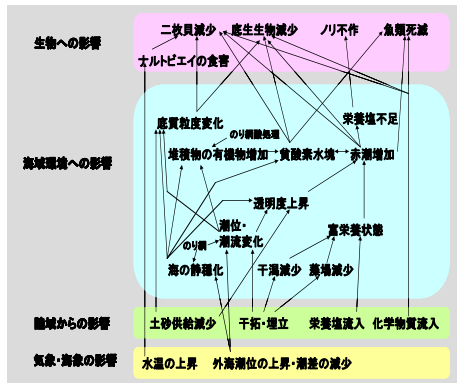 生物への影響
二枚貝減少 底生生物減少 ノリ不作 魚類死滅
ナルトビエイの食害
海域環境への影響
底質粒度変化 栄養塩不足
のり網酸処理
堆積物の有機物増加 貧酸素水塊 赤潮増加
透明度上昇
潮位・
潮流変化 富栄養状態
のり網
海の静穏化 干潟減少 藻場減少
陸域からの影響
土砂供給減少 干拓・埋立 栄養塩流入 化学物質流入
気象・海象の影響
水温の上昇 外海潮位の上昇・潮差の減少